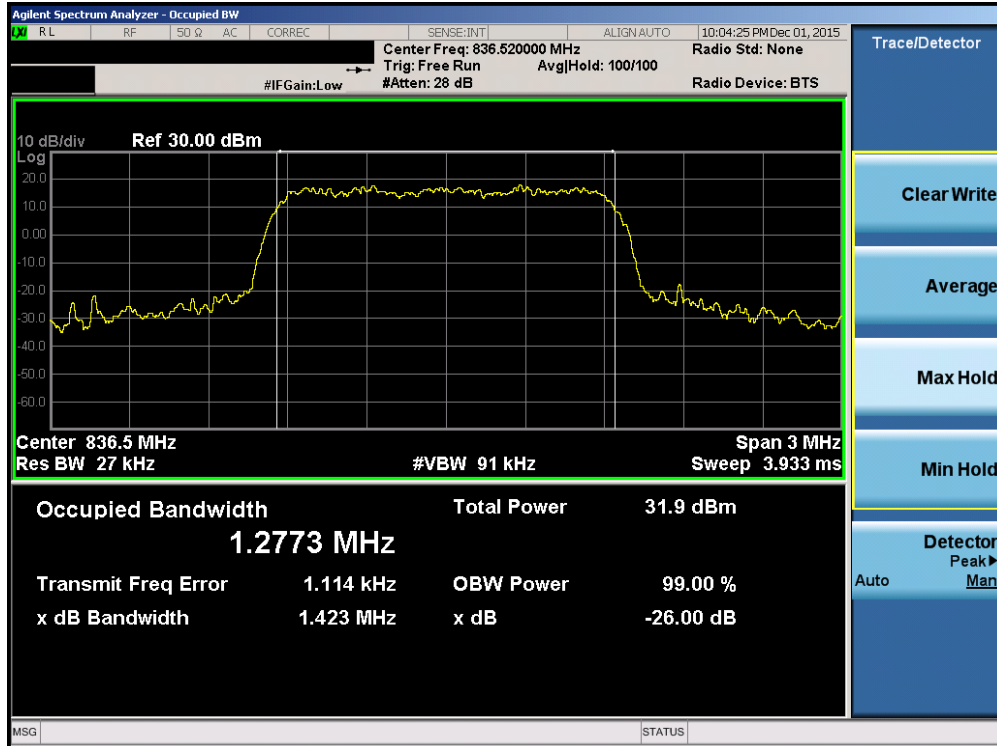 Agilent Spectrum Analyzer - Occupied BW
LXI RL RF 50 Ω AC CORREC SENSE:INT ALIGN AUTO 10:04:25 PM Dec 01, 2015
Center Freq: 836.520000 MHz Radio Std: None
Trig: Free Run Avg|Hold: 100/100
#IFGain:Low #Atten: 28 dB Radio Device: BTS
10 dB/div Ref 30.00 dBm
Log
20.0
10.0
0.00
-10.0
-20.0
-30.0
-40.0
-50.0
-60.0
Center 836.5 MHz Span 3 MHz
Res BW 27 kHz #VBW 91 kHz Sweep 3.933 ms
Occupied Bandwidth Total Power 31.9 dBm
1.2773 MHz
Transmit Freq Error 1.114 kHz OBW Power 99.00 %
x dB Bandwidth 1.423 MHz x dB -26.00 dB
MSG STATUS
Trace/Detector
Clear Write
Average
Max Hold
Min Hold
Detector
Peak▶
Auto Man